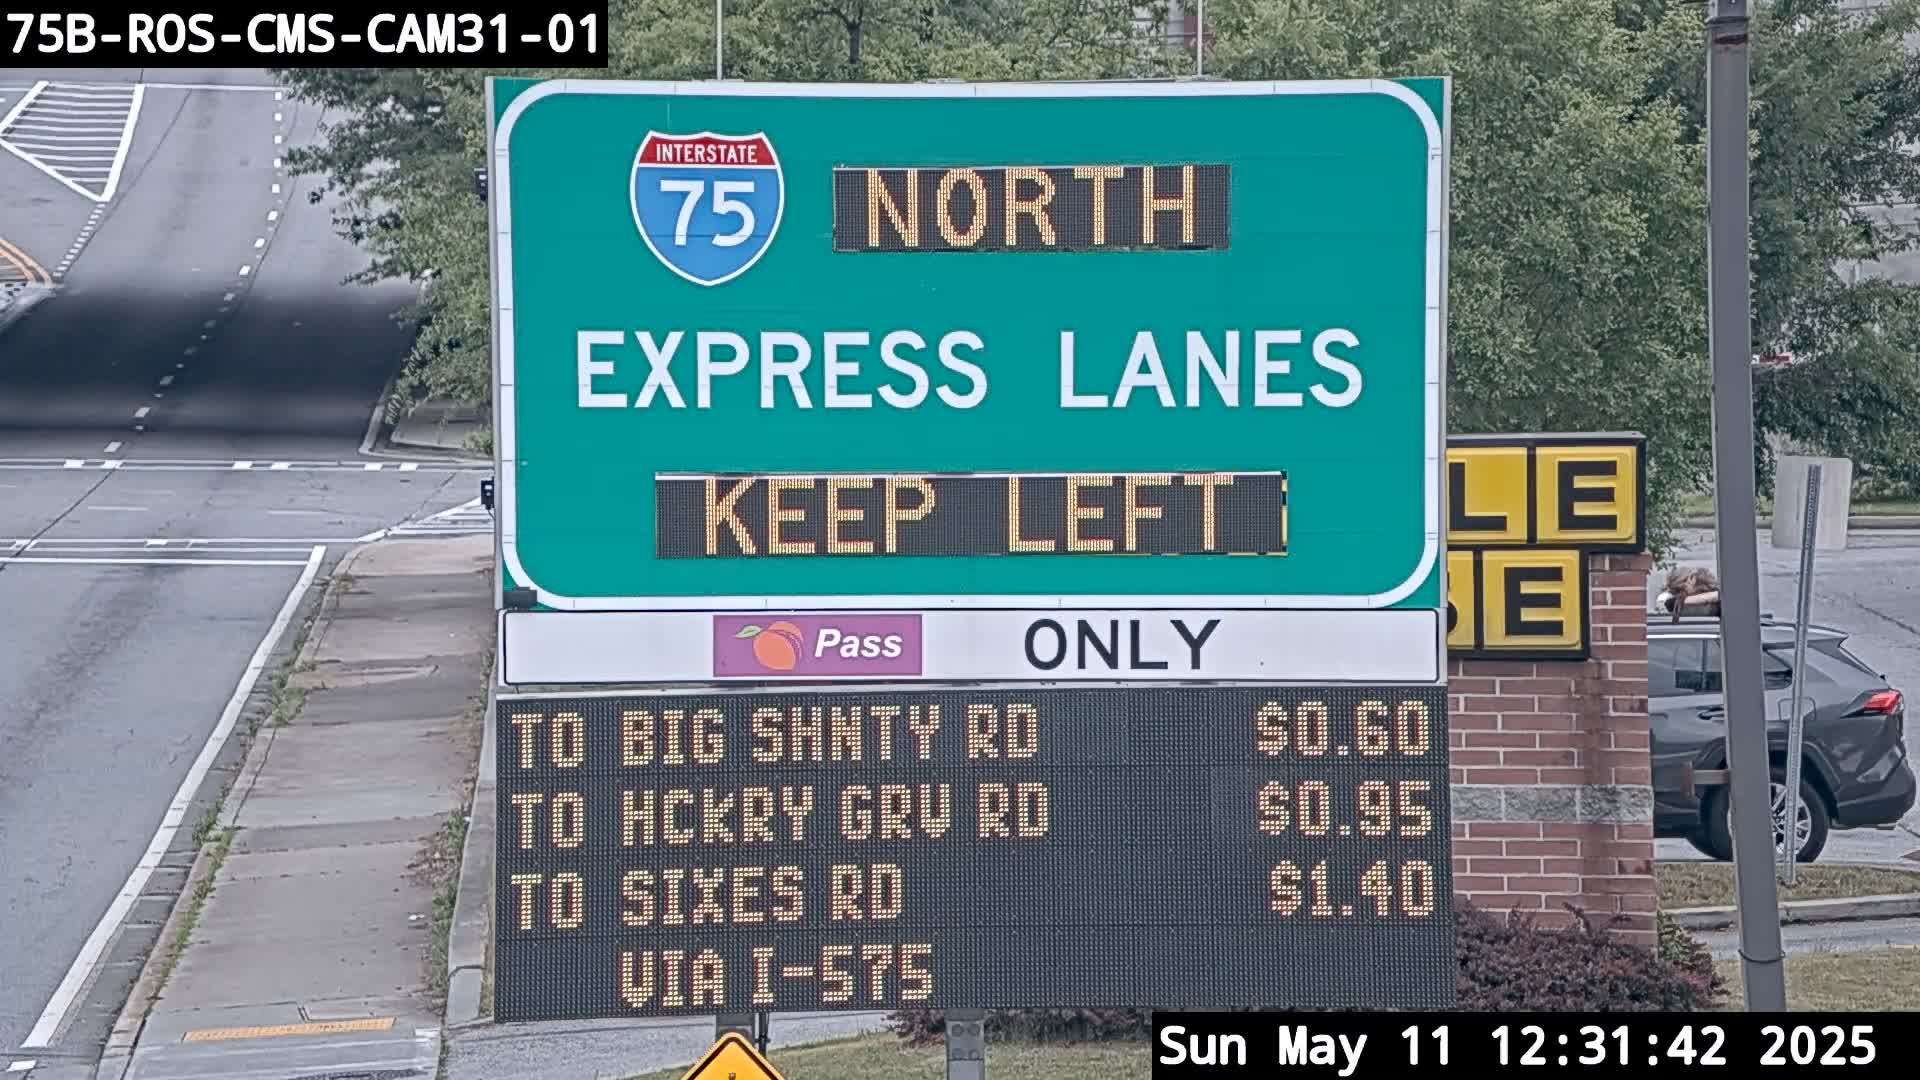 75B-ROS-CMS-CAM31-01
INTERSTATE
75
NORTH
EXPRESS LANES
KEEP LEFT
Pass ONLY
TO BIG SHNTY RD $0.60
TO HCKRY GRV RD $0.95
TO SIXES RD $1.40
VIA I-575
LE
E
Sun May 11 12:31:42 2025